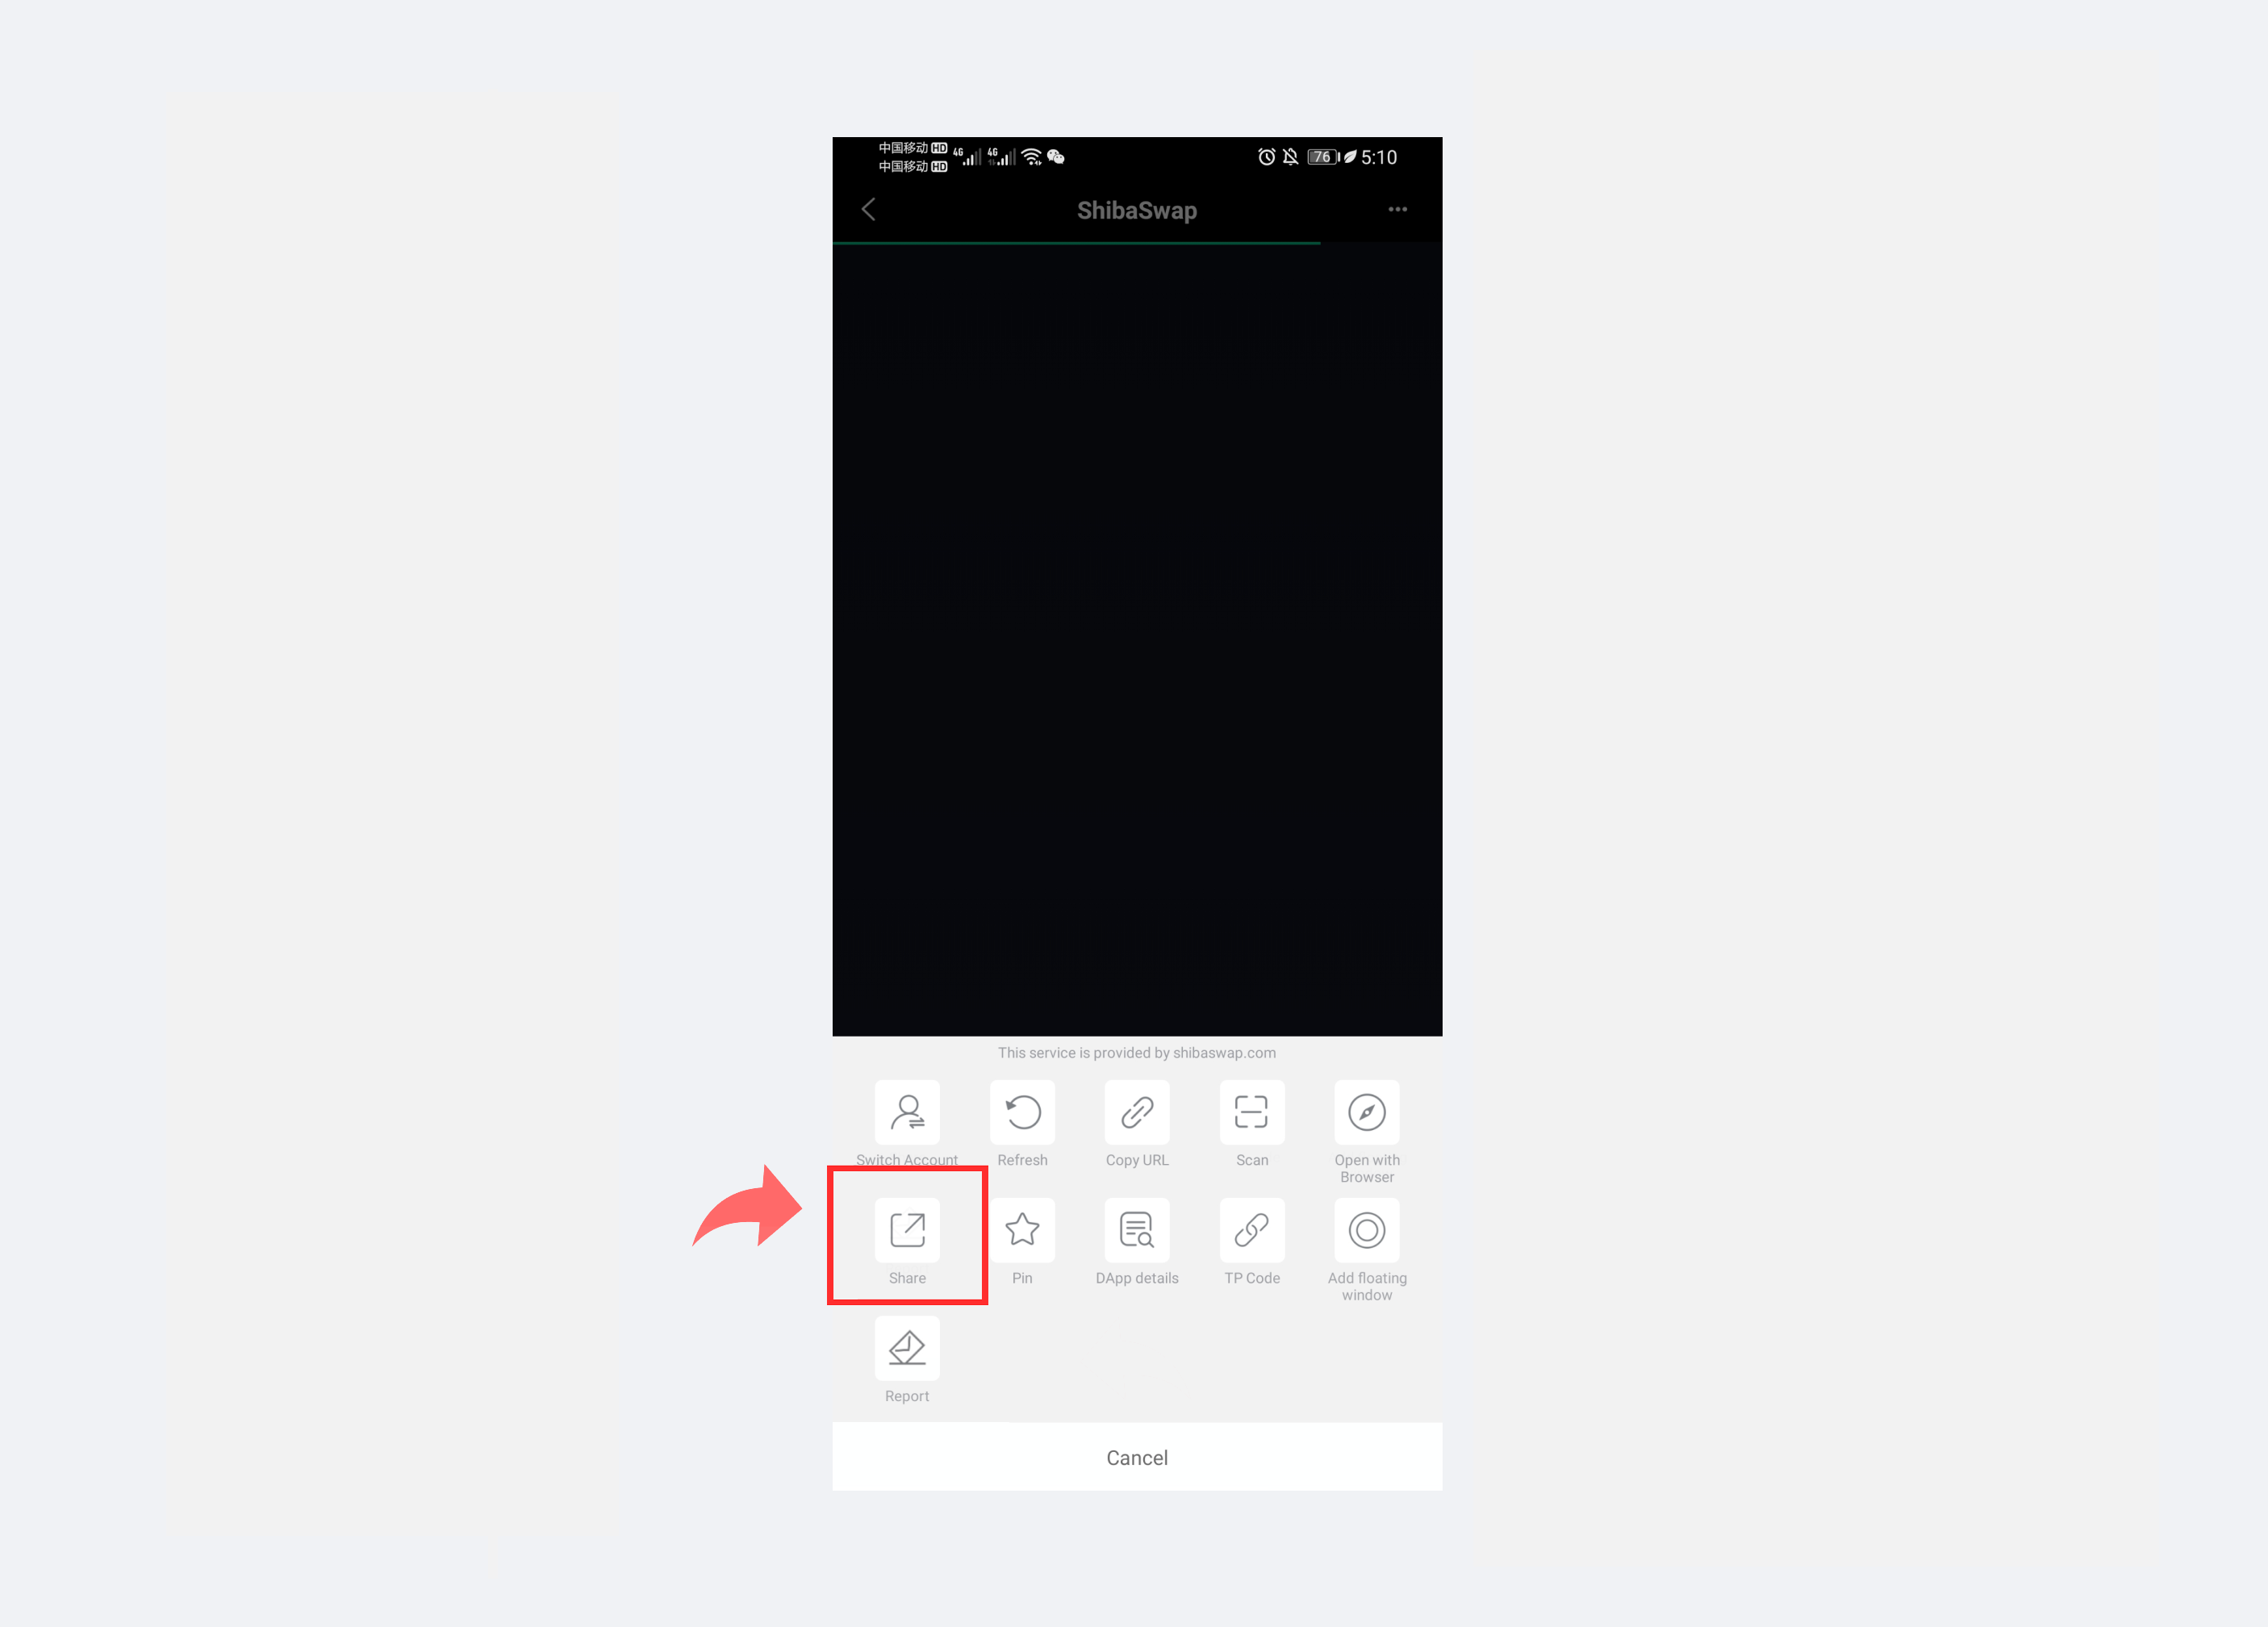 中国移动 HD 4G 4G 76 5:10
中国移动 HD
ShibaSwap
This service is provided by shibaswap.com
Switch Account Refresh Copy URL Scan Open with
Browser
Share Pin DApp details TP Code Add floating
window
Report
Cancel